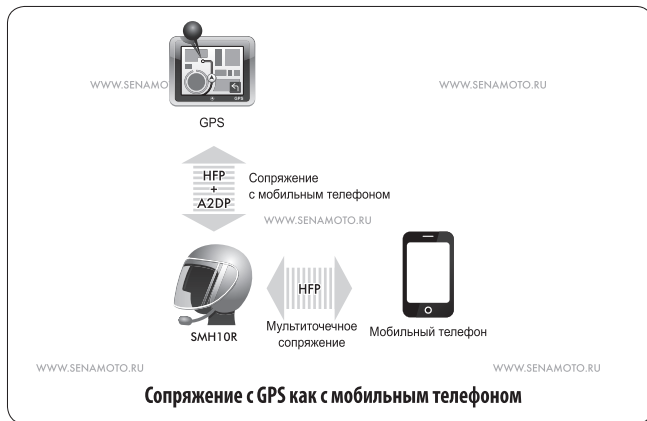 WWW.SENAMO
WWW.SENAMOTO.RU
GPS
GPS
HFP
+
A2DP
Сопряжение
с мобильным телефоном
WWW.SENAMOTO.RU
HFP
SMH10R
Мультиточечное
сопряжение
Мобильный телефон
WWW.SENAMOTO.RU
WWW.SENAMOTO.RU
Сопряжение с GPS как с мобильным телефоном